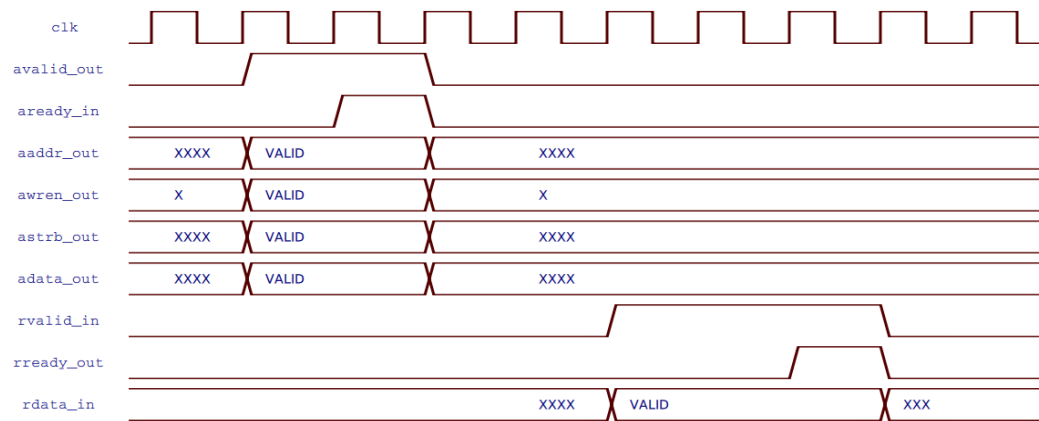 clk
avalid_out
aready_in
aaddr_out XXXX VALID XXXX
awren_out X VALID X
astrb_out XXXX VALID XXXX
adata_out XXXX VALID XXXX
rvalid_in
rready_out
rdata_in XXXX VALID XXX